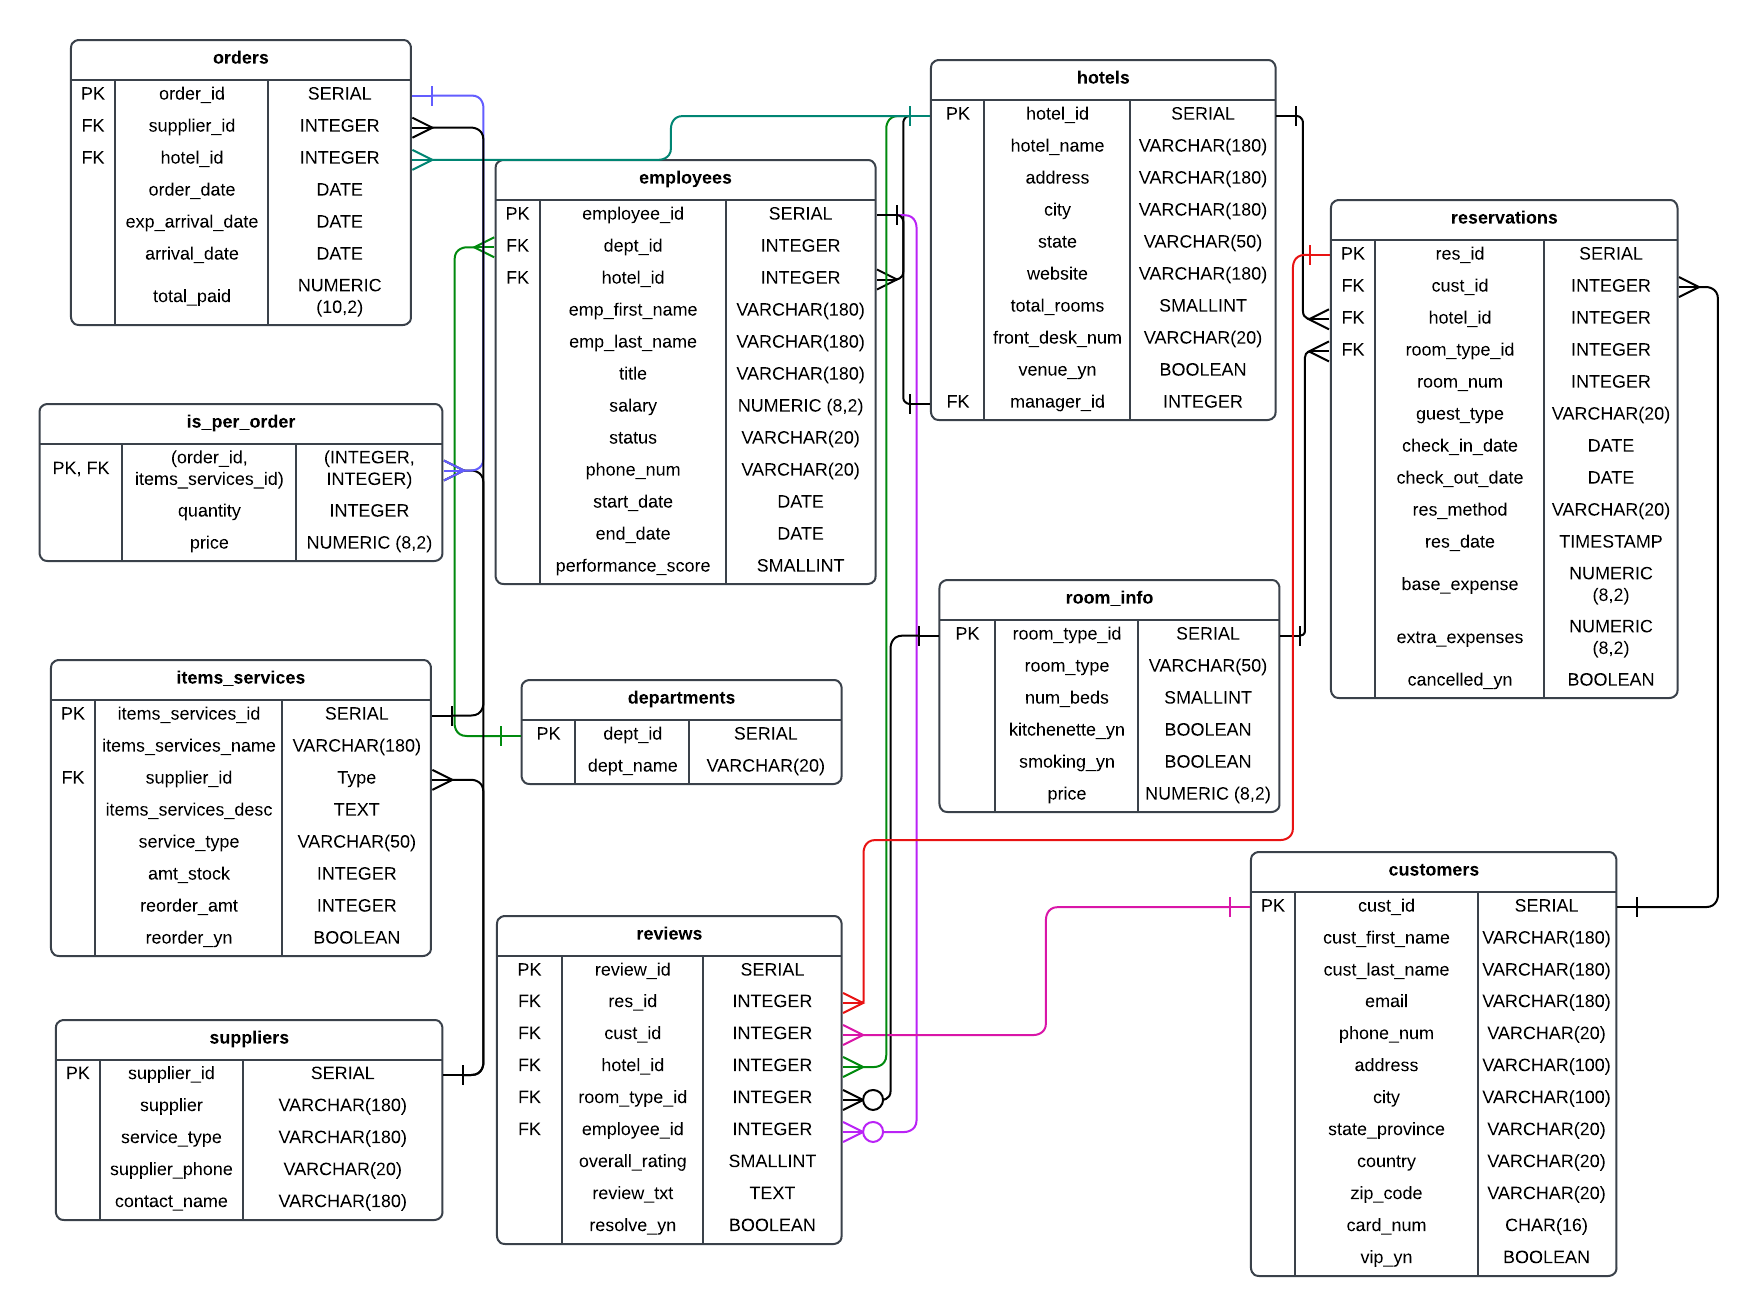 orders
PK order_id SERIAL
FK supplier_id INTEGER
FK hotel_id INTEGER
order_date DATE
exp_arrival_date DATE
arrival_date DATE
total_paid NUMERIC
(10,2)
is_per_order
PK, FK (order_id, (INTEGER,
items_services_id) INTEGER)
quantity INTEGER
price NUMERIC (8,2)
items_services
PK items_services_id SERIAL
items_services_name VARCHAR(180)
FK supplier_id Type
items_services_desc TEXT
service_type VARCHAR(50)
amt_stock INTEGER
reorder_amt INTEGER
reorder_yn BOOLEAN
suppliers
PK supplier_id SERIAL
supplier VARCHAR(180)
service_type VARCHAR(180)
supplier_phone VARCHAR(20)
contact_name VARCHAR(180)
employees
PK employee_id SERIAL
FK dept_id INTEGER
FK hotel_id INTEGER
emp_first_name VARCHAR(180)
emp_last_name VARCHAR(180)
title VARCHAR(180)
salary NUMERIC (8,2)
status VARCHAR(20)
phone_num VARCHAR(20)
start_date DATE
end_date DATE
performance_score SMALLINT
departments
PK dept_id SERIAL
dept_name VARCHAR(20)
reviews
PK review_id SERIAL
FK res_id INTEGER
FK cust_id INTEGER
FK hotel_id INTEGER
FK room_type_id INTEGER
FK employee_id INTEGER
overall_rating SMALLINT
review_txt TEXT
resolve_yn BOOLEAN
hotels
PK hotel_id SERIAL
hotel_name VARCHAR(180)
address VARCHAR(180)
city VARCHAR(180)
state VARCHAR(50)
website VARCHAR(180)
total_rooms SMALLINT
front_desk_num VARCHAR(20)
venue_yn BOOLEAN
FK manager_id INTEGER
room_info
PK room_type_id SERIAL
room_type VARCHAR(50)
num_beds SMALLINT
kitchenette_yn BOOLEAN
smoking_yn BOOLEAN
price NUMERIC (8,2)
reservations
PK res_id SERIAL
FK cust_id INTEGER
FK hotel_id INTEGER
FK room_type_id INTEGER
room_num INTEGER
guest_type VARCHAR(20)
check_in_date DATE
check_out_date DATE
res_method VARCHAR(20)
res_date TIMESTAMP
base_expense NUMERIC
(8,2)
extra_expenses NUMERIC
(8,2)
cancelled_yn BOOLEAN
customers
PK cust_id SERIAL
cust_first_name VARCHAR(180)
cust_last_name VARCHAR(180)
email VARCHAR(180)
phone_num VARCHAR(20)
address VARCHAR(100)
city VARCHAR(100)
state_province VARCHAR(20)
country VARCHAR(20)
zip_code VARCHAR(20)
card_num CHAR(16)
vip_yn BOOLEAN